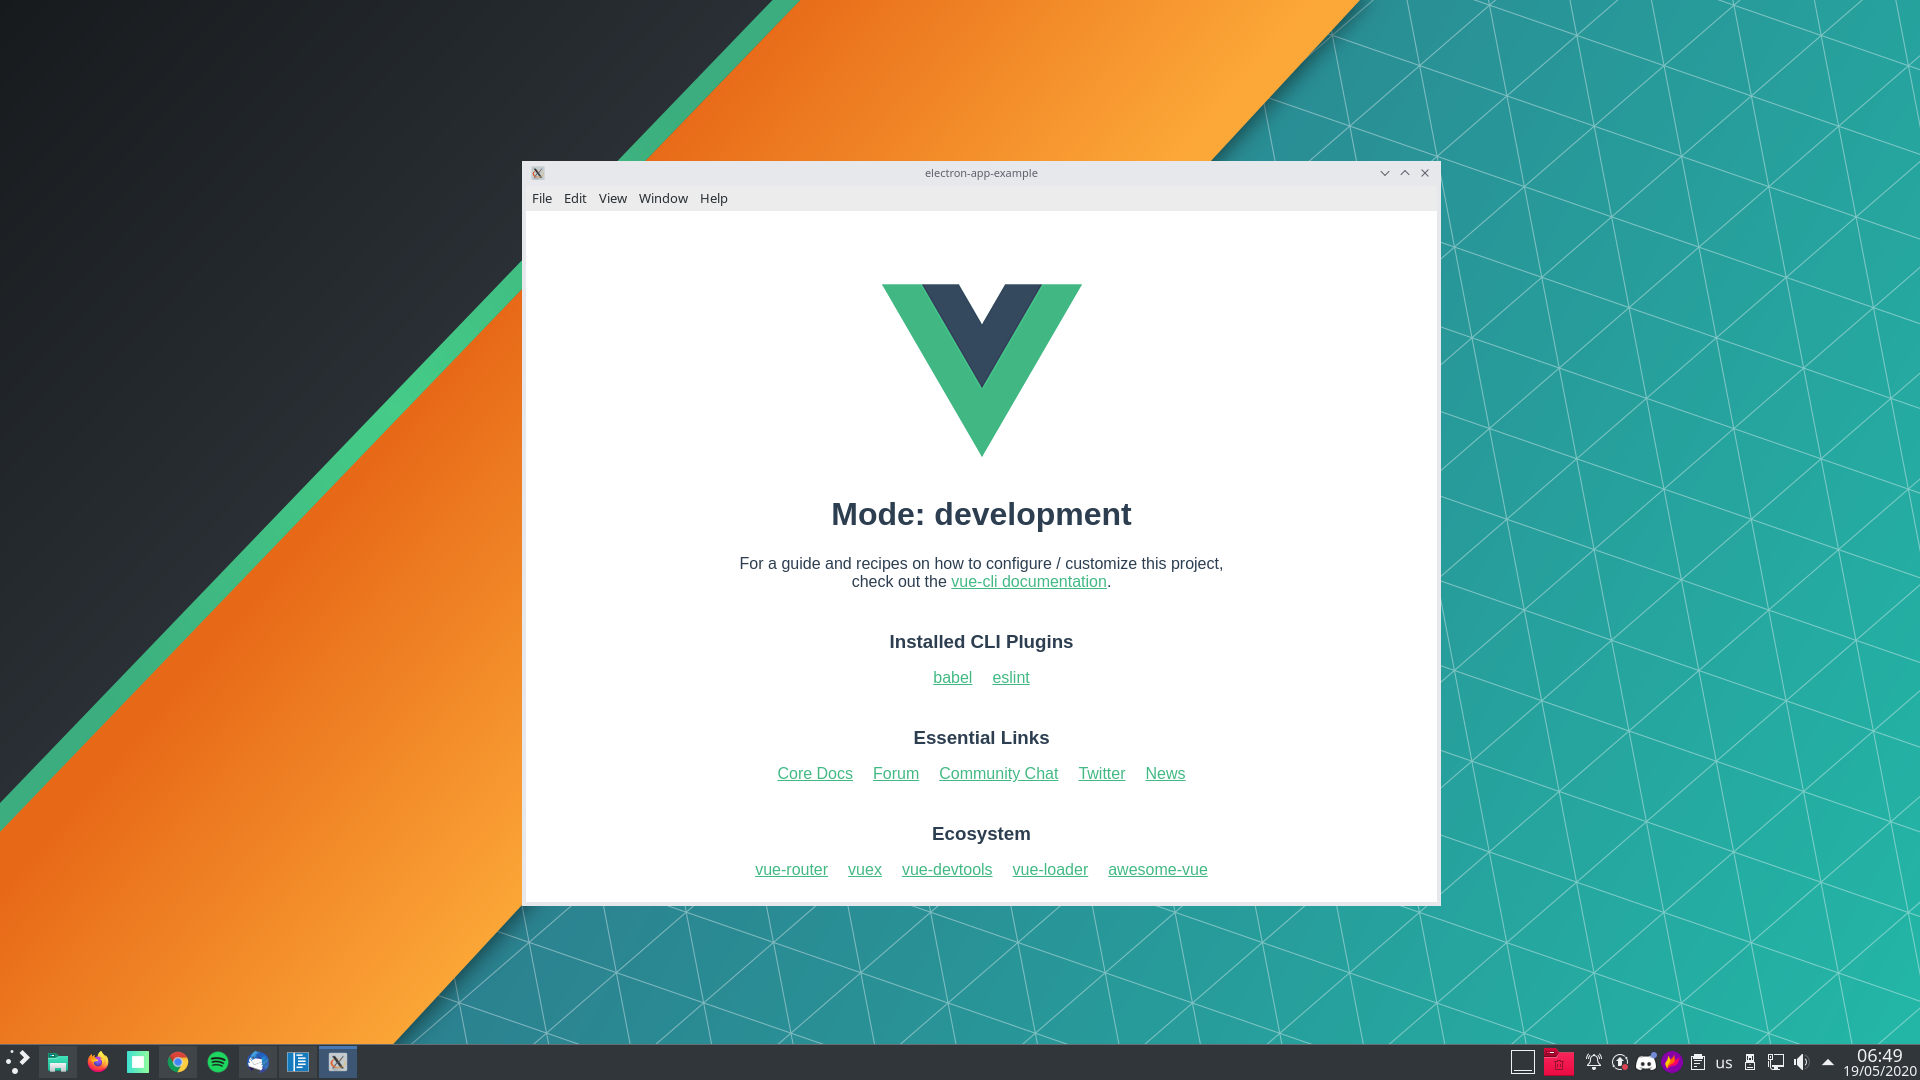 electron-app-example
File Edit View Window Help
Mode: development
For a guide and recipes on how to configure / customize this project,
check out the vue-cli documentation.
Installed CLI Plugins
babel eslint
Essential Links
Core Docs Forum Community Chat Twitter News
Ecosystem
vue-router vuex vue-devtools vue-loader awesome-vue
us
06:49
19/05/2020